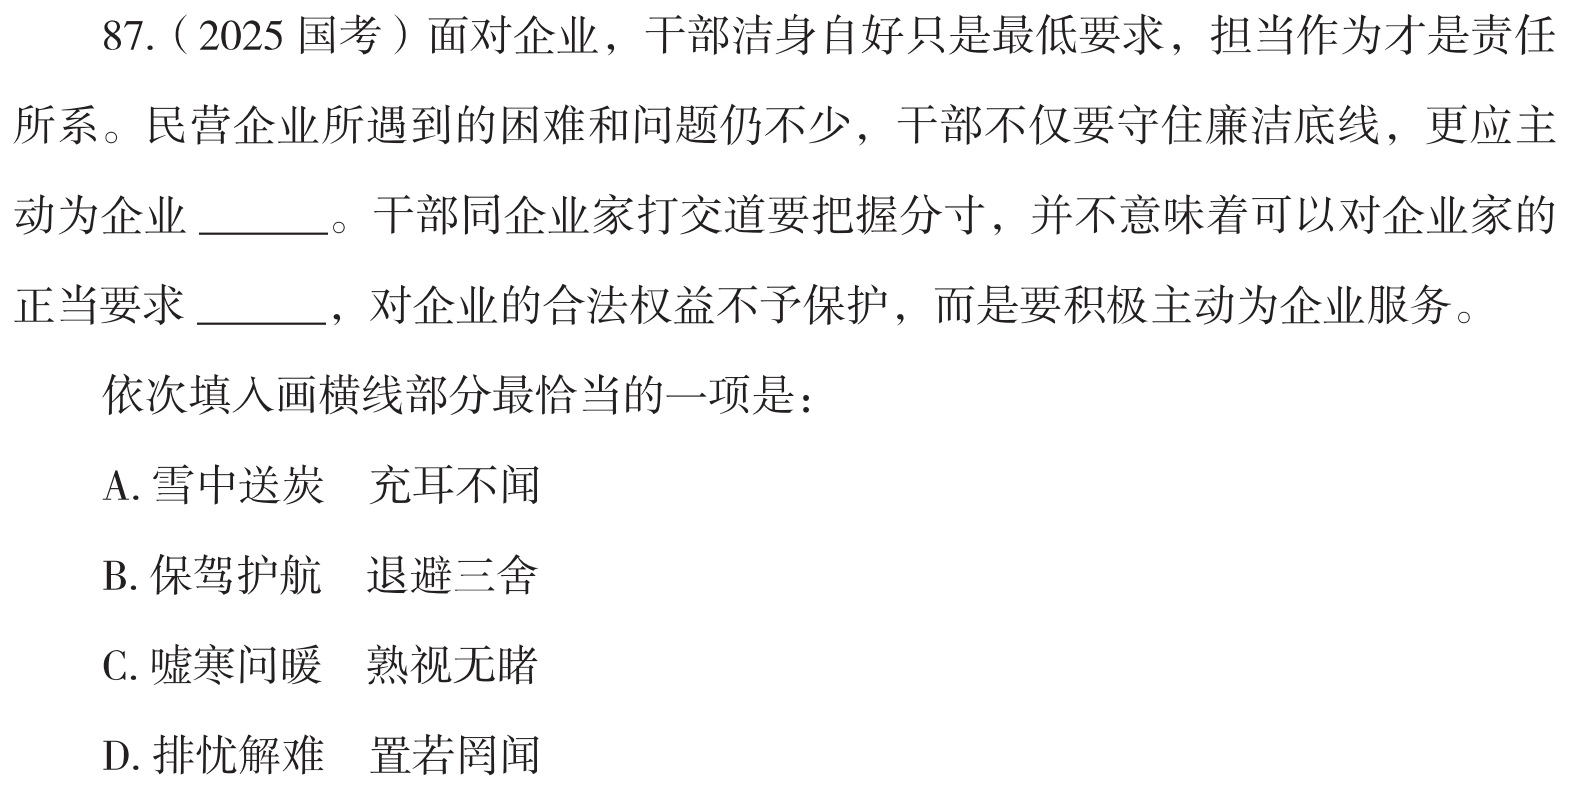 87.（2025 国考）面对企业，干部洁身自好只是最低要求，担当作为才是责任
所系。民营企业所遇到的困难和问题仍不少，干部不仅要守住廉洁底线，更应主
动为企业 ______。干部同企业家打交道要把握分寸，并不意味着可以对企业家的
正当要求 ______，对企业的合法权益不予保护，而是要积极主动为企业服务。
依次填入画横线部分最恰当的一项是：
A. 雪中送炭　充耳不闻
B. 保驾护航　退避三舍
C. 嘘寒问暖　熟视无睹
D. 排忧解难　置若罔闻